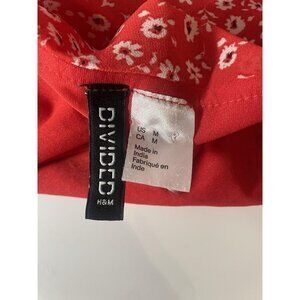 DIVIDED
H&M
US M
CA M
Made in
India
Fabriqué en
Inde